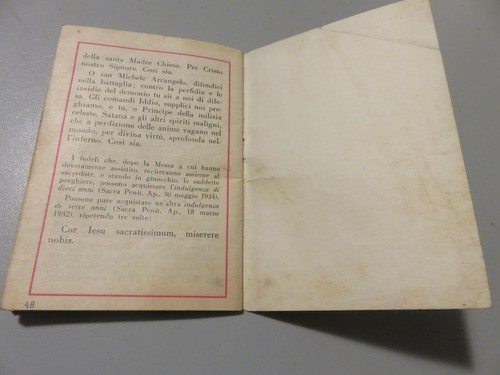 della santa Madre Chiesa. Per Cristo
nostro Signore. Così sia.
O san Michele Arcangelo, difendici
nella battaglia; contro la perfidia e le
insidie del demonio tu sii a noi di dife-
sa. Gli comandi Iddio, supplici noi pre-
ghiamo, e tu, o Principe della milizia
celeste, Satana e gli altri spiriti maligni,
che a perdizione delle anime vagano nel
mondo, per divina virtù, sprofonda nel-
l'inferno. Così sia.
I fedeli che, dopo la Messa a cui hanno
devotamente assistito, reciteranno assieme al
sacerdote, e stando in ginocchio, le suddette
preghiere, possono acquistare l'indulgenza di
dieci anni (Sacra Penit. Ap. 30 maggio 1934).
Possono pure acquistare un'altra indulgenza
di sette anni (Sacra Penit. Ap. 18 marzo
1932), ripetendo tre volte:
Cor Iesu sacratissimum, miserere
nobis.
48